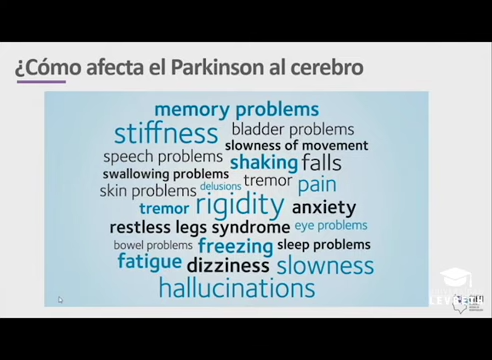 ¿Cómo afecta el Parkinson al cerebro
memory problems
stiffness bladder problems
slowness of movement
speech problems shaking falls
swallowing problems tremor
skin problems delusions pain
tremor rigidity anxiety
restless legs syndrome eye problems
bowel problems freezing sleep problems
fatigue dizziness slowness
hallucinations